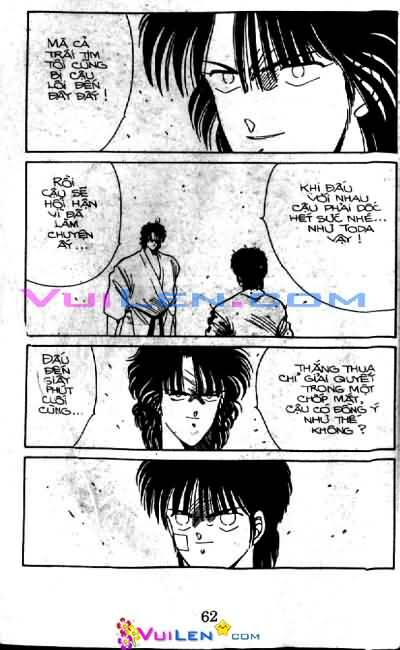 MÀ CẢ
TRÁI TIM
TÔI CŨNG
BỊ CẬU
LÔI ĐẾN
ĐÂY ĐẤY !
RỒI
CẬU SẼ
HỐI HẬN
VÌ ĐÃ
LÀM
CHUYỆN
ẤY...
KHI ĐẤU
VỚI NHAU
CẬU PHẢI DỐC
HẾT SỨC NHÉ...
NHƯ TODA
VẬY !
VUILEN.COM
ĐẤU
ĐẾN
GIÂY
PHÚT
CUỐI
CÙNG...
THẮNG THUA
CHỈ GIẢI QUYẾT
TRONG MỘT
CHỚP MẮT,
CẬU CÓ ĐỒNG Ý
NHƯ THẾ
KHÔNG ?
62
VUILEN
.COM